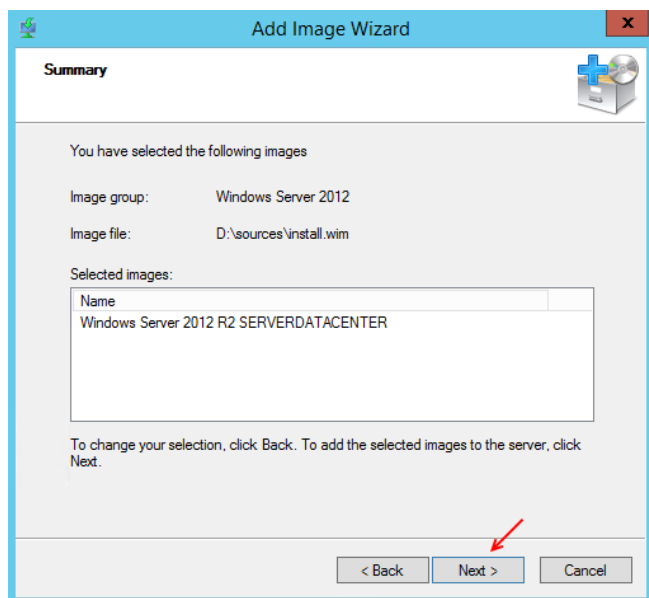 Add Image Wizard
x
Summary
You have selected the following images
Image group: Windows Server 2012
Image file: D:\sources\install.wim
Selected images:
Name
Windows Server 2012 R2 SERVERDATACENTER
To change your selection, click Back. To add the selected images to the server, click
Next.
< Back Next > Cancel